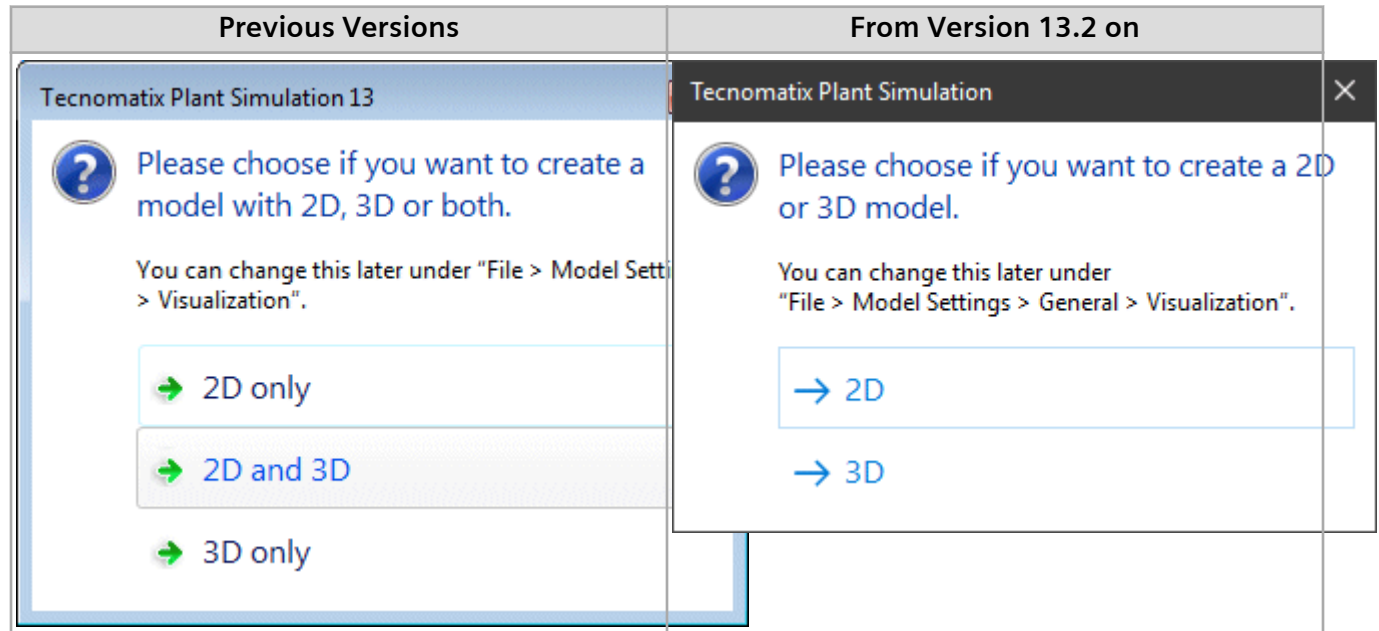 Previous Versions
From Version 13.2 on
Tecnomatix Plant Simulation 13
Please choose if you want to create a
model with 2D, 3D or both.
You can change this later under "File > Model Setti
> Visualization".
2D only
2D and 3D
3D only
Tecnomatix Plant Simulation
Please choose if you want to create a 2D
or 3D model.
You can change this later under
"File > Model Settings > General > Visualization".
2D
3D